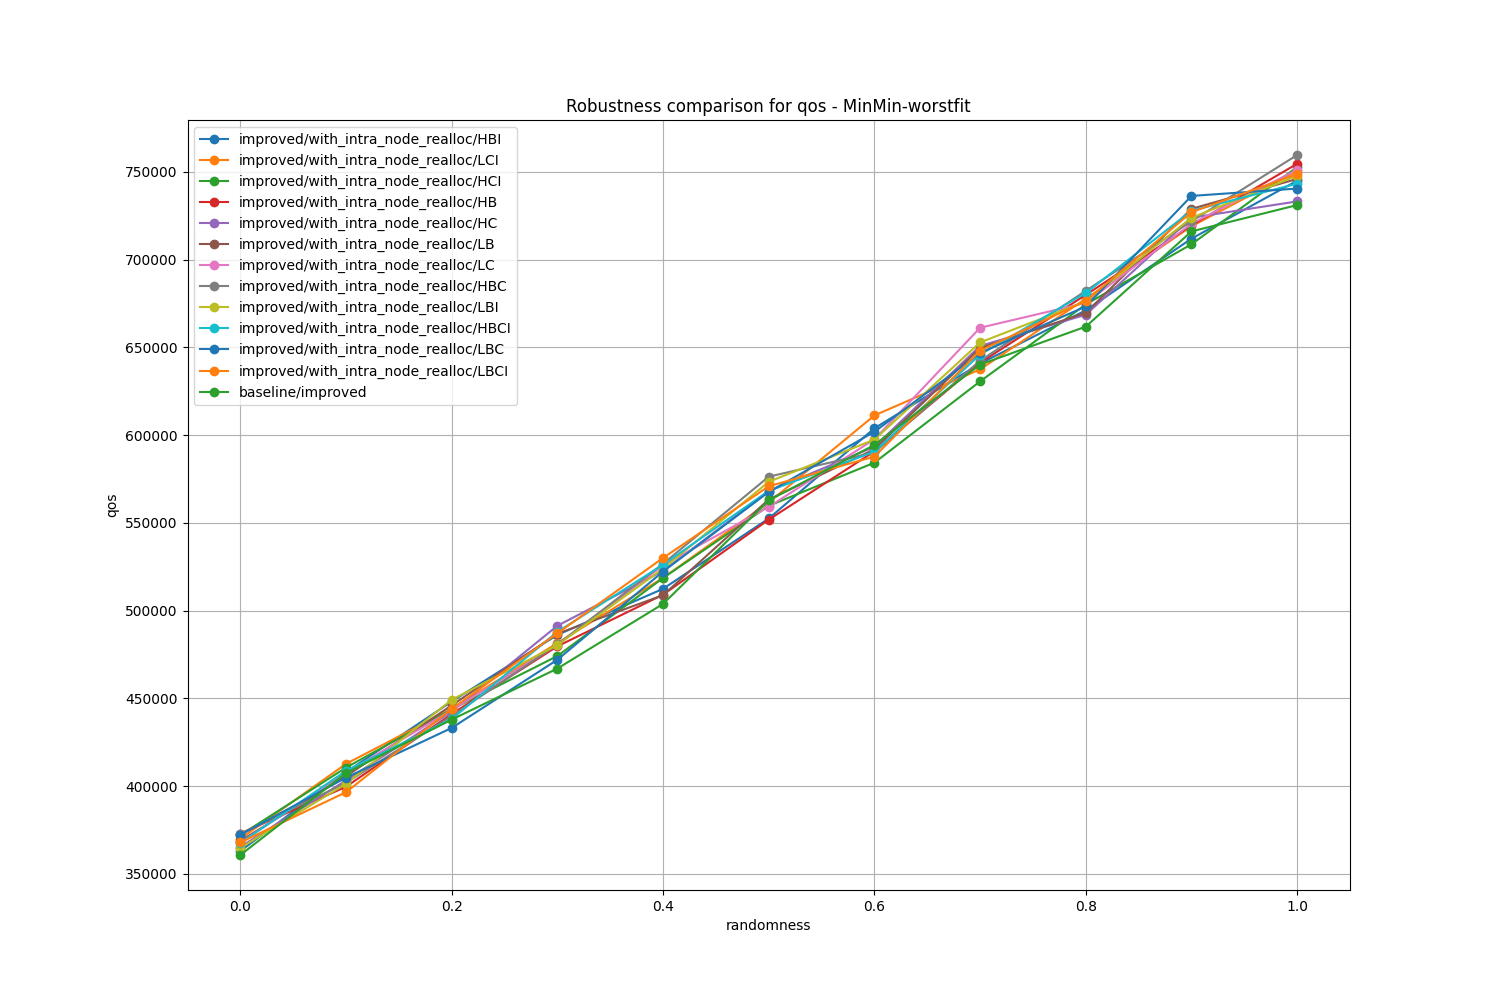 Robustness comparison for qos - MinMin-worstfit
improved/with_intra_node_realloc/HBI
improved/with_intra_node_realloc/LCI
improved/with_intra_node_realloc/HCI
improved/with_intra_node_realloc/HB
improved/with_intra_node_realloc/HC
improved/with_intra_node_realloc/LB
improved/with_intra_node_realloc/LC
improved/with_intra_node_realloc/HBC
improved/with_intra_node_realloc/LBI
improved/with_intra_node_realloc/HBCI
improved/with_intra_node_realloc/LBC
improved/with_intra_node_realloc/LBCI
baseline/improved
750000
700000
650000
600000
550000
500000
450000
400000
350000
qos
0.0 0.2 0.4 0.6 0.8 1.0
randomness